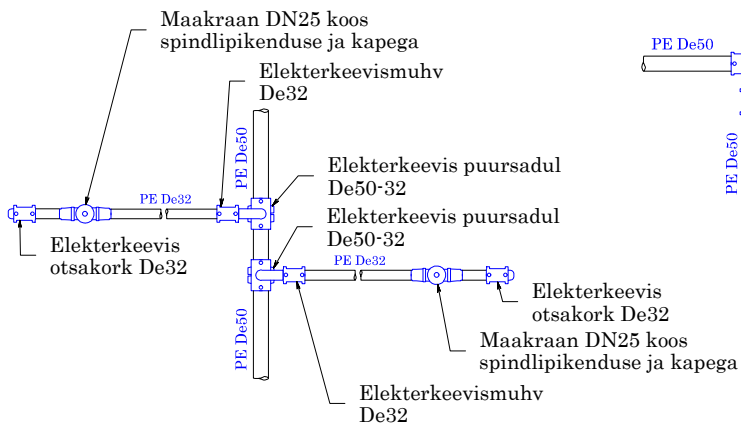 Maakraan DN25 koos
spindlipikenduse ja kapega
PE De50
Elekterkeevismuhv
De32
PE De50
PE De50
Elekterkeevis puursadul
De50-32
PE De32
Elekterkeevis puursadul
De50-32
Elekterkeevis
otsakork De32
PE De32
Elekterkeevis
otsakork De32
PE De50
Maakraan DN25 koos
spindlipikenduse ja kapega
Elekterkeevismuhv
De32